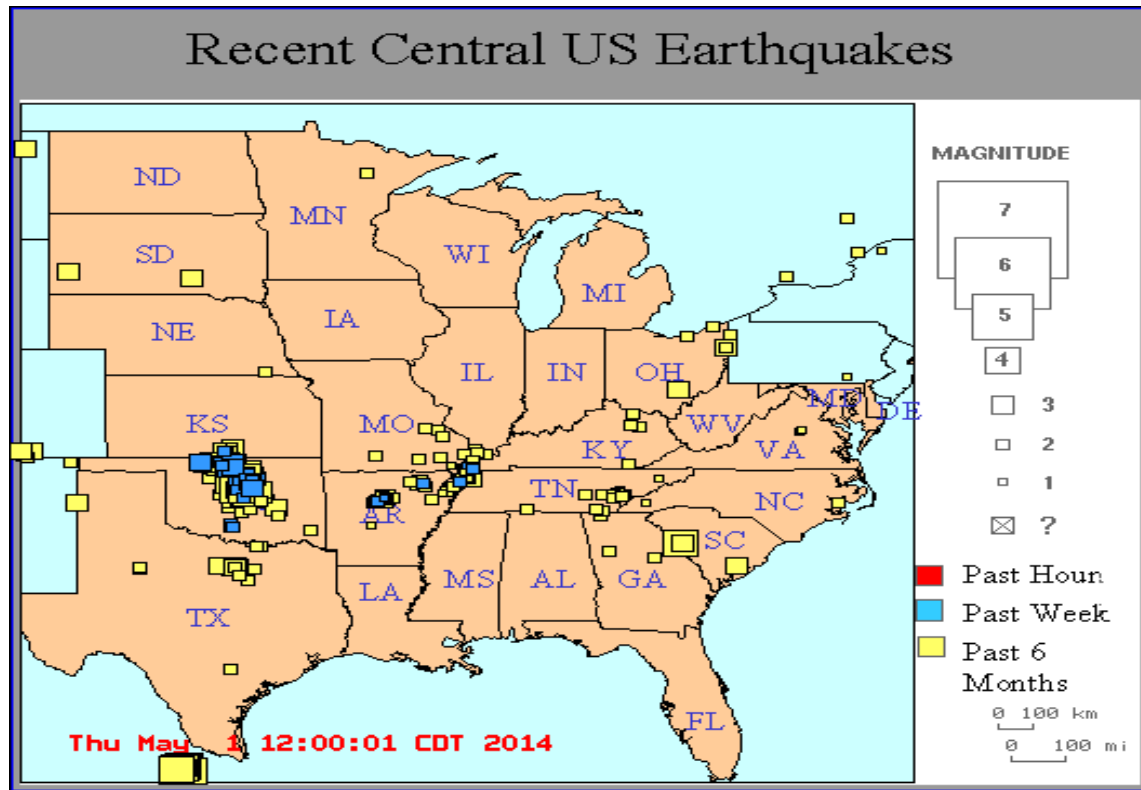 Recent Central US Earthquakes
MAGNITUDE
7
6
5
4
3
2
1
?
Past Houn
Past Week
Past 6
Months
0 100 km
0 100 mi
ND
MN
SD
WI
MI
NE
IA
IL
IN
OH
MD
DE
KS
MO
WV
KY
VA
TN
NC
AR
SC
MS
AL
GA
LA
TX
FL
Thu May 1 12:00:01 CDT 2014